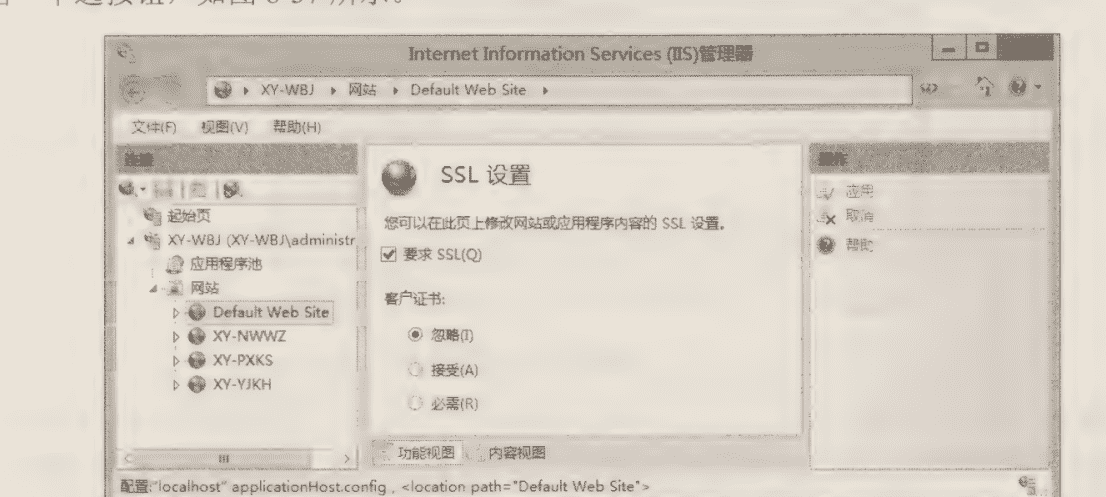 Internet Information Services (IIS)管理器
XY-WBJ 网站 Default Web Site
文件(F) 视图(V) 帮助(H)
连接
起始页
XY-WBJ (XY-WBJ\administr
应用程序池
网站
Default Web Site
XY-NWWZ
XY-PXKS
XY-YJKH
SSL 设置
您可以在此页上修改网站或应用程序内容的 SSL 设置。
要求 SSL(Q)
客户证书:
忽略(I)
接受(A)
必需(R)
功能视图 内容视图
操作
应用
取消
帮助
配置:"localhost" applicationHost.config , <location path="Default Web Site">